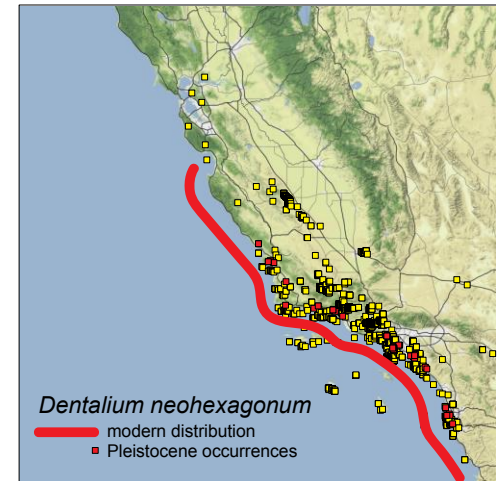 Dentalium neohexagonum
modern distribution
Pleistocene occurrences